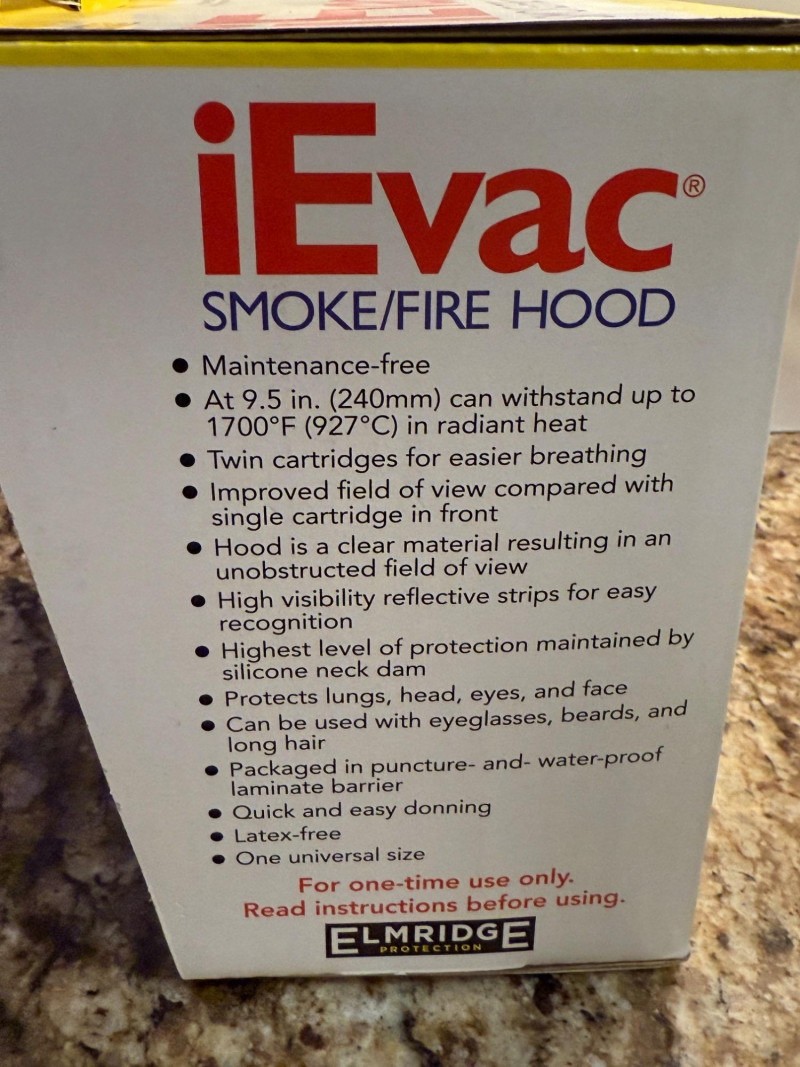 iEvac®
SMOKE/FIRE HOOD
● Maintenance-free
● At 9.5 in. (240mm) can withstand up to
1700°F (927°C) in radiant heat
● Twin cartridges for easier breathing
● Improved field of view compared with
single cartridge in front
● Hood is a clear material resulting in an
unobstructed field of view
● High visibility reflective strips for easy
recognition
● Highest level of protection maintained by
silicone neck dam
● Protects lungs, head, eyes, and face
● Can be used with eyeglasses, beards, and
long hair
● Packaged in puncture- and- water-proof
laminate barrier
● Quick and easy donning
● Latex-free
● One universal size
For one-time use only.
Read instructions before using.
ELMRIDGE
PROTECTION